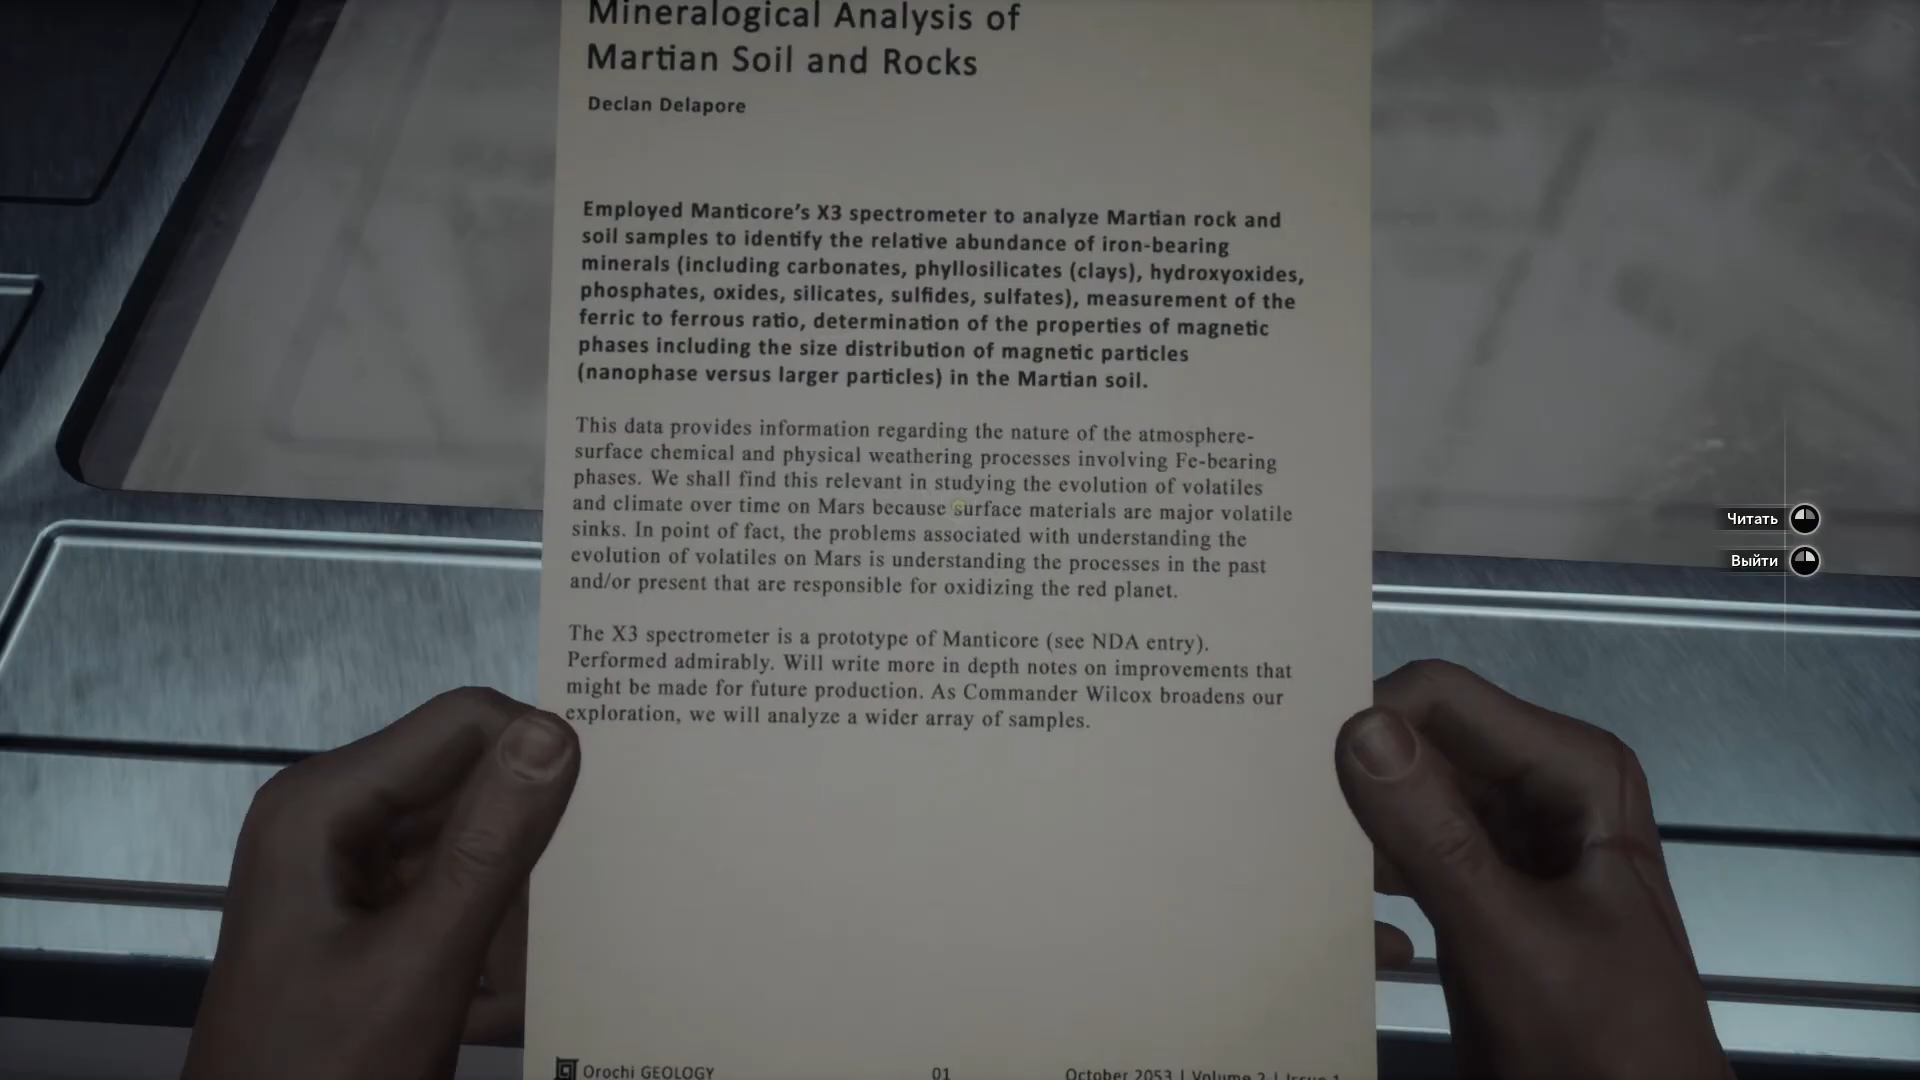 Mineralogical Analysis of
Martian Soil and Rocks
Declan Delapore
Employed Manticore's X3 spectrometer to analyze Martian rock and
soil samples to identify the relative abundance of iron-bearing
minerals (including carbonates, phyllosilicates (clays), hydroxyoxides,
phosphates, oxides, silicates, sulfides, sulfates), measurement of the
ferric to ferrous ratio, determination of the properties of magnetic
phases including the size distribution of magnetic particles
(nanophase versus larger particles) in the Martian soil.
This data provides information regarding the nature of the atmosphere-
surface chemical and physical weathering processes involving Fe-bearing
phases. We shall find this relevant in studying the evolution of volatiles
and climate over time on Mars because surface materials are major volatile
sinks. In point of fact, the problems associated with understanding the
evolution of volatiles on Mars is understanding the processes in the past
and/or present that are responsible for oxidizing the red planet.
The X3 spectrometer is a prototype of Manticore (see NDA entry).
Performed admirably. Will write more in depth notes on improvements that
might be made for future production. As Commander Wilcox broadens our
exploration, we will analyze a wider array of samples.
Orochi GEOLOGY 01 October 2053 | Volume 2 | Issue 1
Читать
Выйти